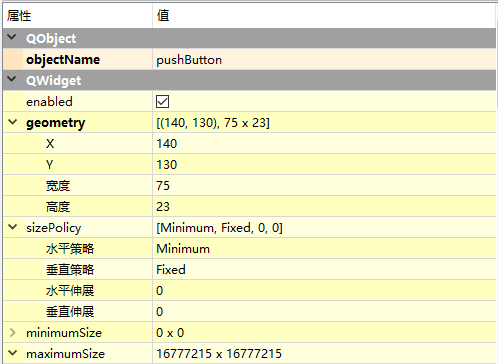 属性 值
QObject
objectName pushButton
QWidget
enabled
geometry [(140, 130), 75 x 23]
X 140
Y 130
宽度 75
高度 23
sizePolicy [Minimum, Fixed, 0, 0]
水平策略 Minimum
垂直策略 Fixed
水平伸展 0
垂直伸展 0
minimumSize 0 x 0
maximumSize 16777215 x 16777215